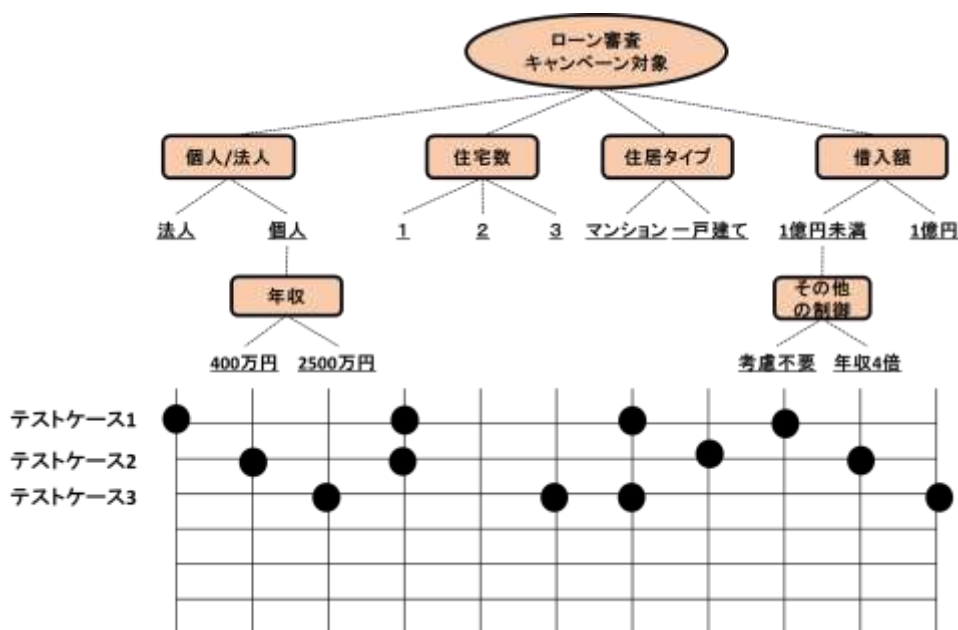 ローン審査
キャンペーン対象
個人/法人
住宅数
住居タイプ
借入額
法人
個人
1
2
3
マンション
一戸建て
1億円未満
1億円
年収
その他
の制御
400万円
2500万円
考慮不要
年収4倍
テストケース1
テストケース2
テストケース3